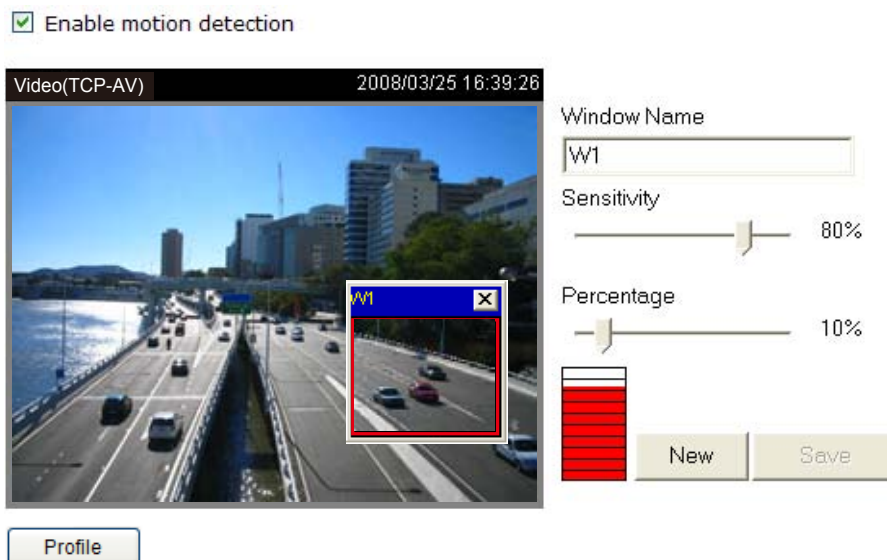 Enable motion detection
Video(TCP-AV) 2008/03/25 16:39:26
Window Name
W1
Sensitivity
80%
W1
Percentage
10%
New Save
Profile